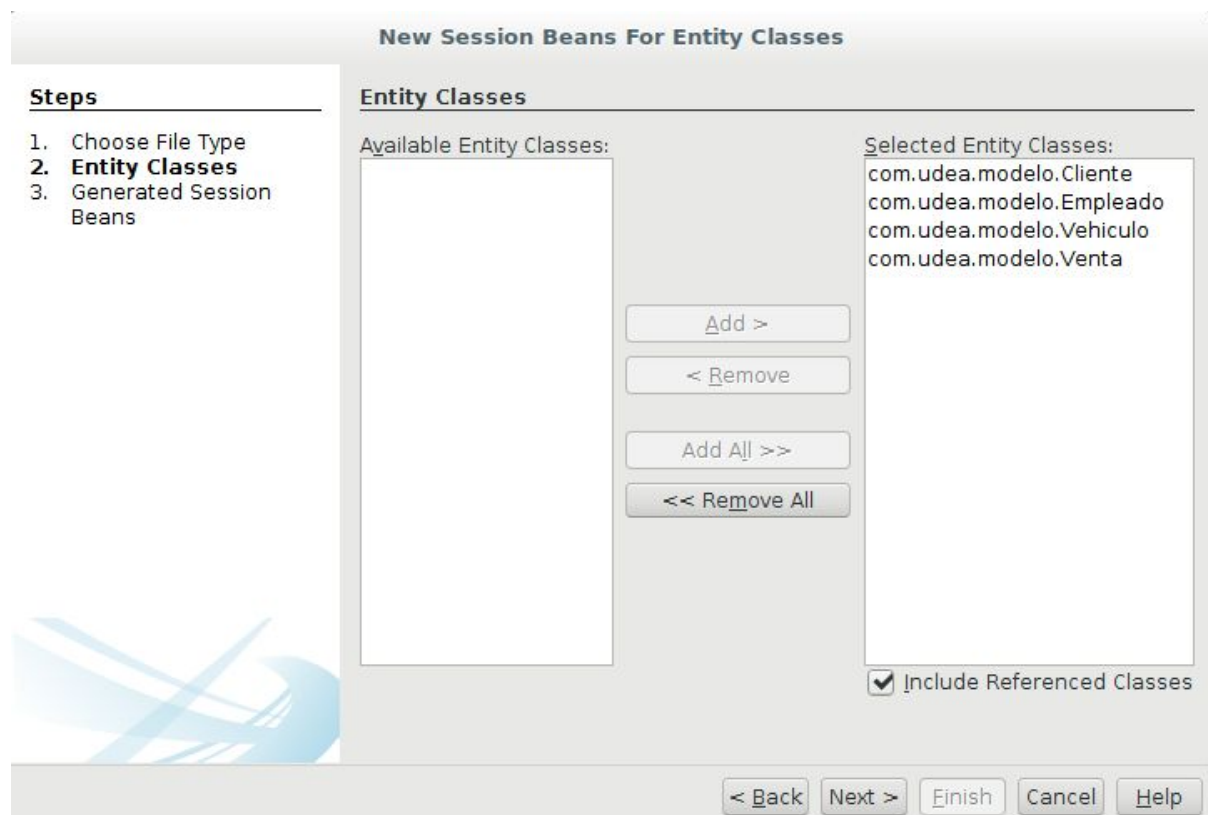 New Session Beans For Entity Classes
Steps
1. Choose File Type
2. Entity Classes
3. Generated Session
Beans
Entity Classes
Available Entity Classes:
Selected Entity Classes:
com.udea.modelo.Cliente
com.udea.modelo.Empleado
com.udea.modelo.Vehiculo
com.udea.modelo.Venta
Add >
< Remove
Add All >>
<< Remove All
Include Referenced Classes
< Back Next > Finish Cancel Help